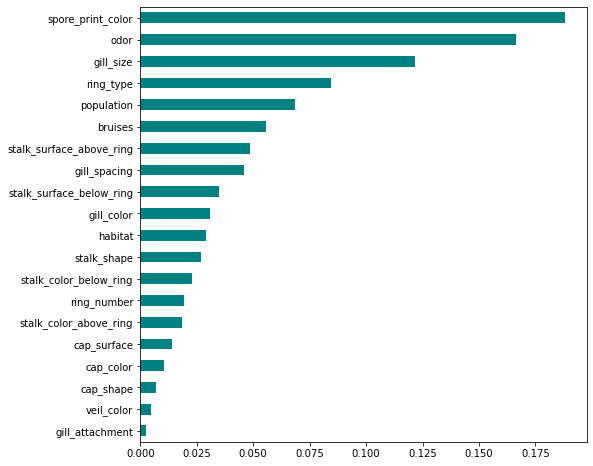 spore_print_color
odor
gill_size
ring_type
population
bruises
stalk_surface_above_ring
gill_spacing
stalk_surface_below_ring
gill_color
habitat
stalk_shape
stalk_color_below_ring
ring_number
stalk_color_above_ring
cap_surface
cap_color
cap_shape
veil_color
gill_attachment
0.000 0.025 0.050 0.075 0.100 0.125 0.150 0.175